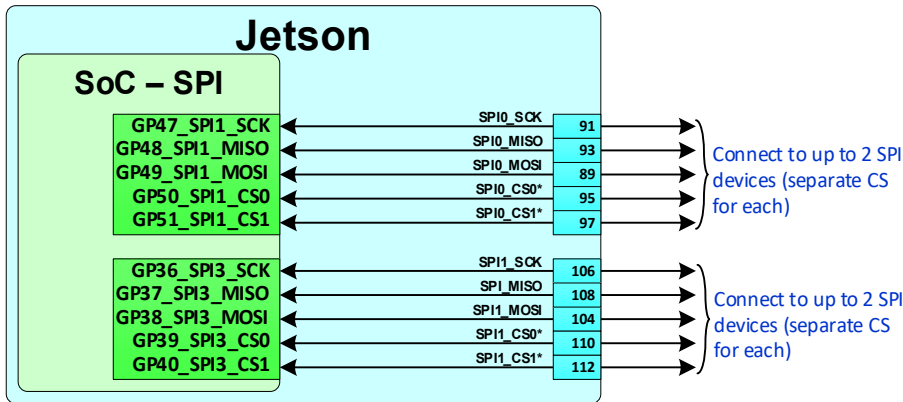 Jetson
SoC – SPI
GP47_SPI1_SCK SPI0_SCK 91
GP48_SPI1_MISO SPI0_MISO 93
GP49_SPI1_MOSI SPI0_MOSI 89
GP50_SPI1_CS0 SPI0_CS0* 95
GP51_SPI1_CS1 SPI0_CS1* 97
Connect to up to 2 SPI
devices (separate CS
for each)
GP36_SPI3_SCK SPI1_SCK 106
GP37_SPI3_MISO SPI_MISO 108
GP38_SPI3_MOSI SPI1_MOSI 104
GP39_SPI3_CS0 SPI1_CS0* 110
GP40_SPI3_CS1 SPI1_CS1* 112
Connect to up to 2 SPI
devices (separate CS
for each)